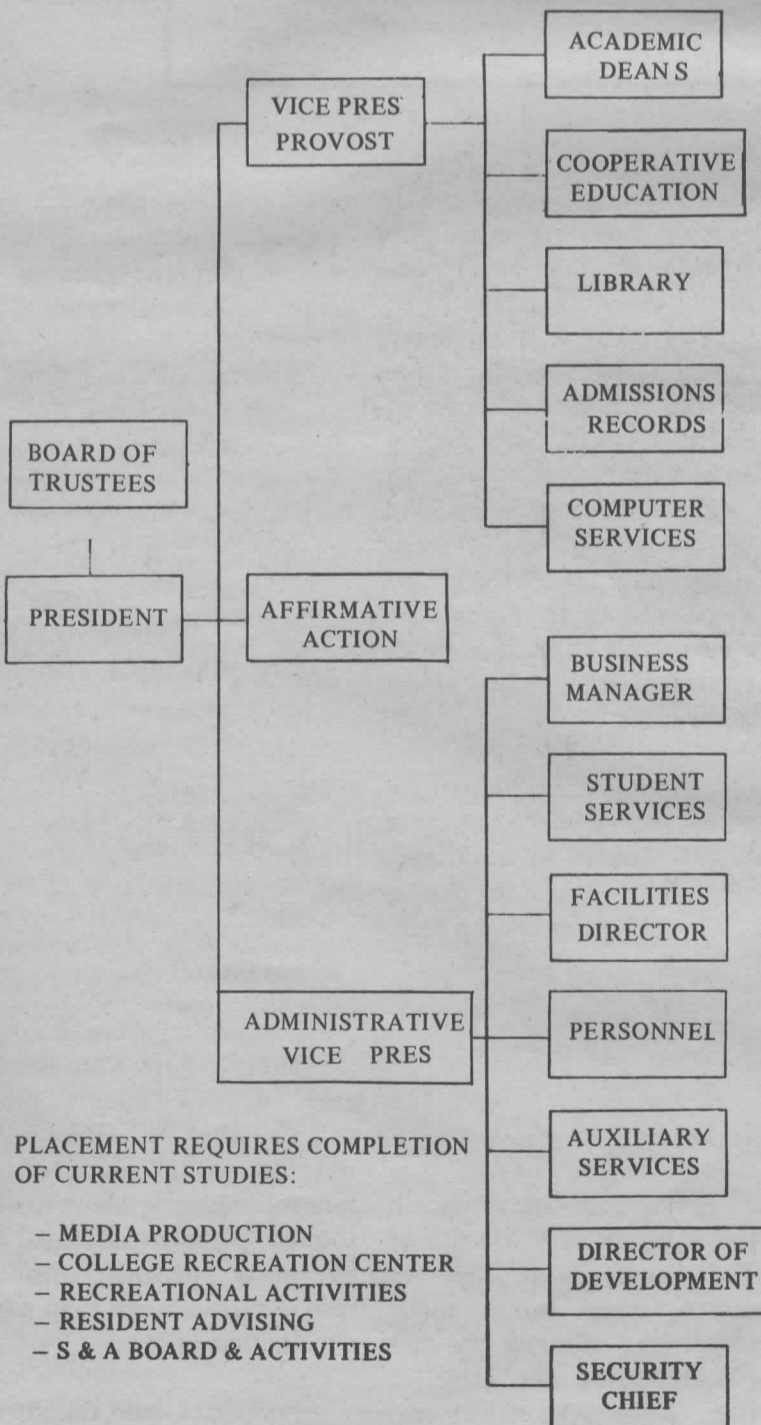 BOARD OF
TRUSTEES
PRESIDENT
VICE PRES
PROVOST
ACADEMIC
DEAN S
COOPERATIVE
EDUCATION
LIBRARY
ADMISSIONS
RECORDS
COMPUTER
SERVICES
AFFIRMATIVE
ACTION
ADMINISTRATIVE
VICE PRES
BUSINESS
MANAGER
STUDENT
SERVICES
FACILITIES
DIRECTOR
PERSONNEL
AUXILIARY
SERVICES
DIRECTOR OF
DEVELOPMENT
SECURITY
CHIEF
PLACEMENT REQUIRES COMPLETION
OF CURRENT STUDIES:
– MEDIA PRODUCTION
– COLLEGE RECREATION CENTER
– RECREATIONAL ACTIVITIES
– RESIDENT ADVISING
– S & A BOARD & ACTIVITIES